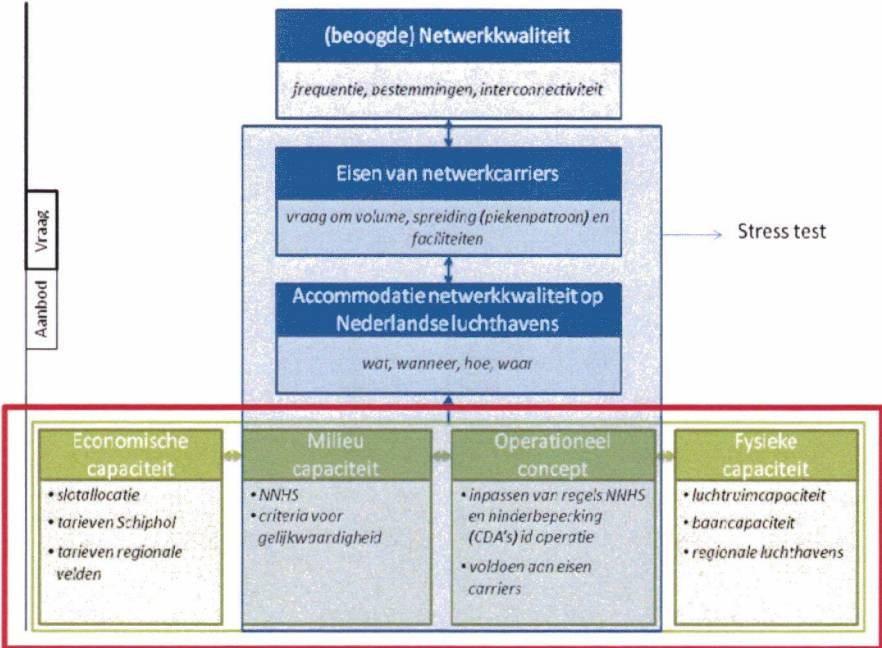 (beoogde) Netwerkkwaliteit
frequentie, bestemmingen, interconnectiviteit
Eisen van netwerkcarriers
vraag om volume, spreiding (piekenpatroon) en
faciliteiten
Stress test
Vraag
Aanbod
Accommodatie netwerkkwaliteit op
Nederlandse luchthavens
wat, wanneer, hoe, waar
Economische
capaciteit
• slotallocatie
• tarieven Schiphol
• tarieven regionale
velden
Milieu
capaciteit
• NNHS
• criteria voor
gelijkwaardigheid
Operationeel
concept
• inpassen van regels NNHS
en hinderbeperking
(CDA's) id operatie
• voldoen aan eisen
carriers
Fysieke
capaciteit
• luchtruimcapaciteit
• baancapaciteit
• regionale luchthavens